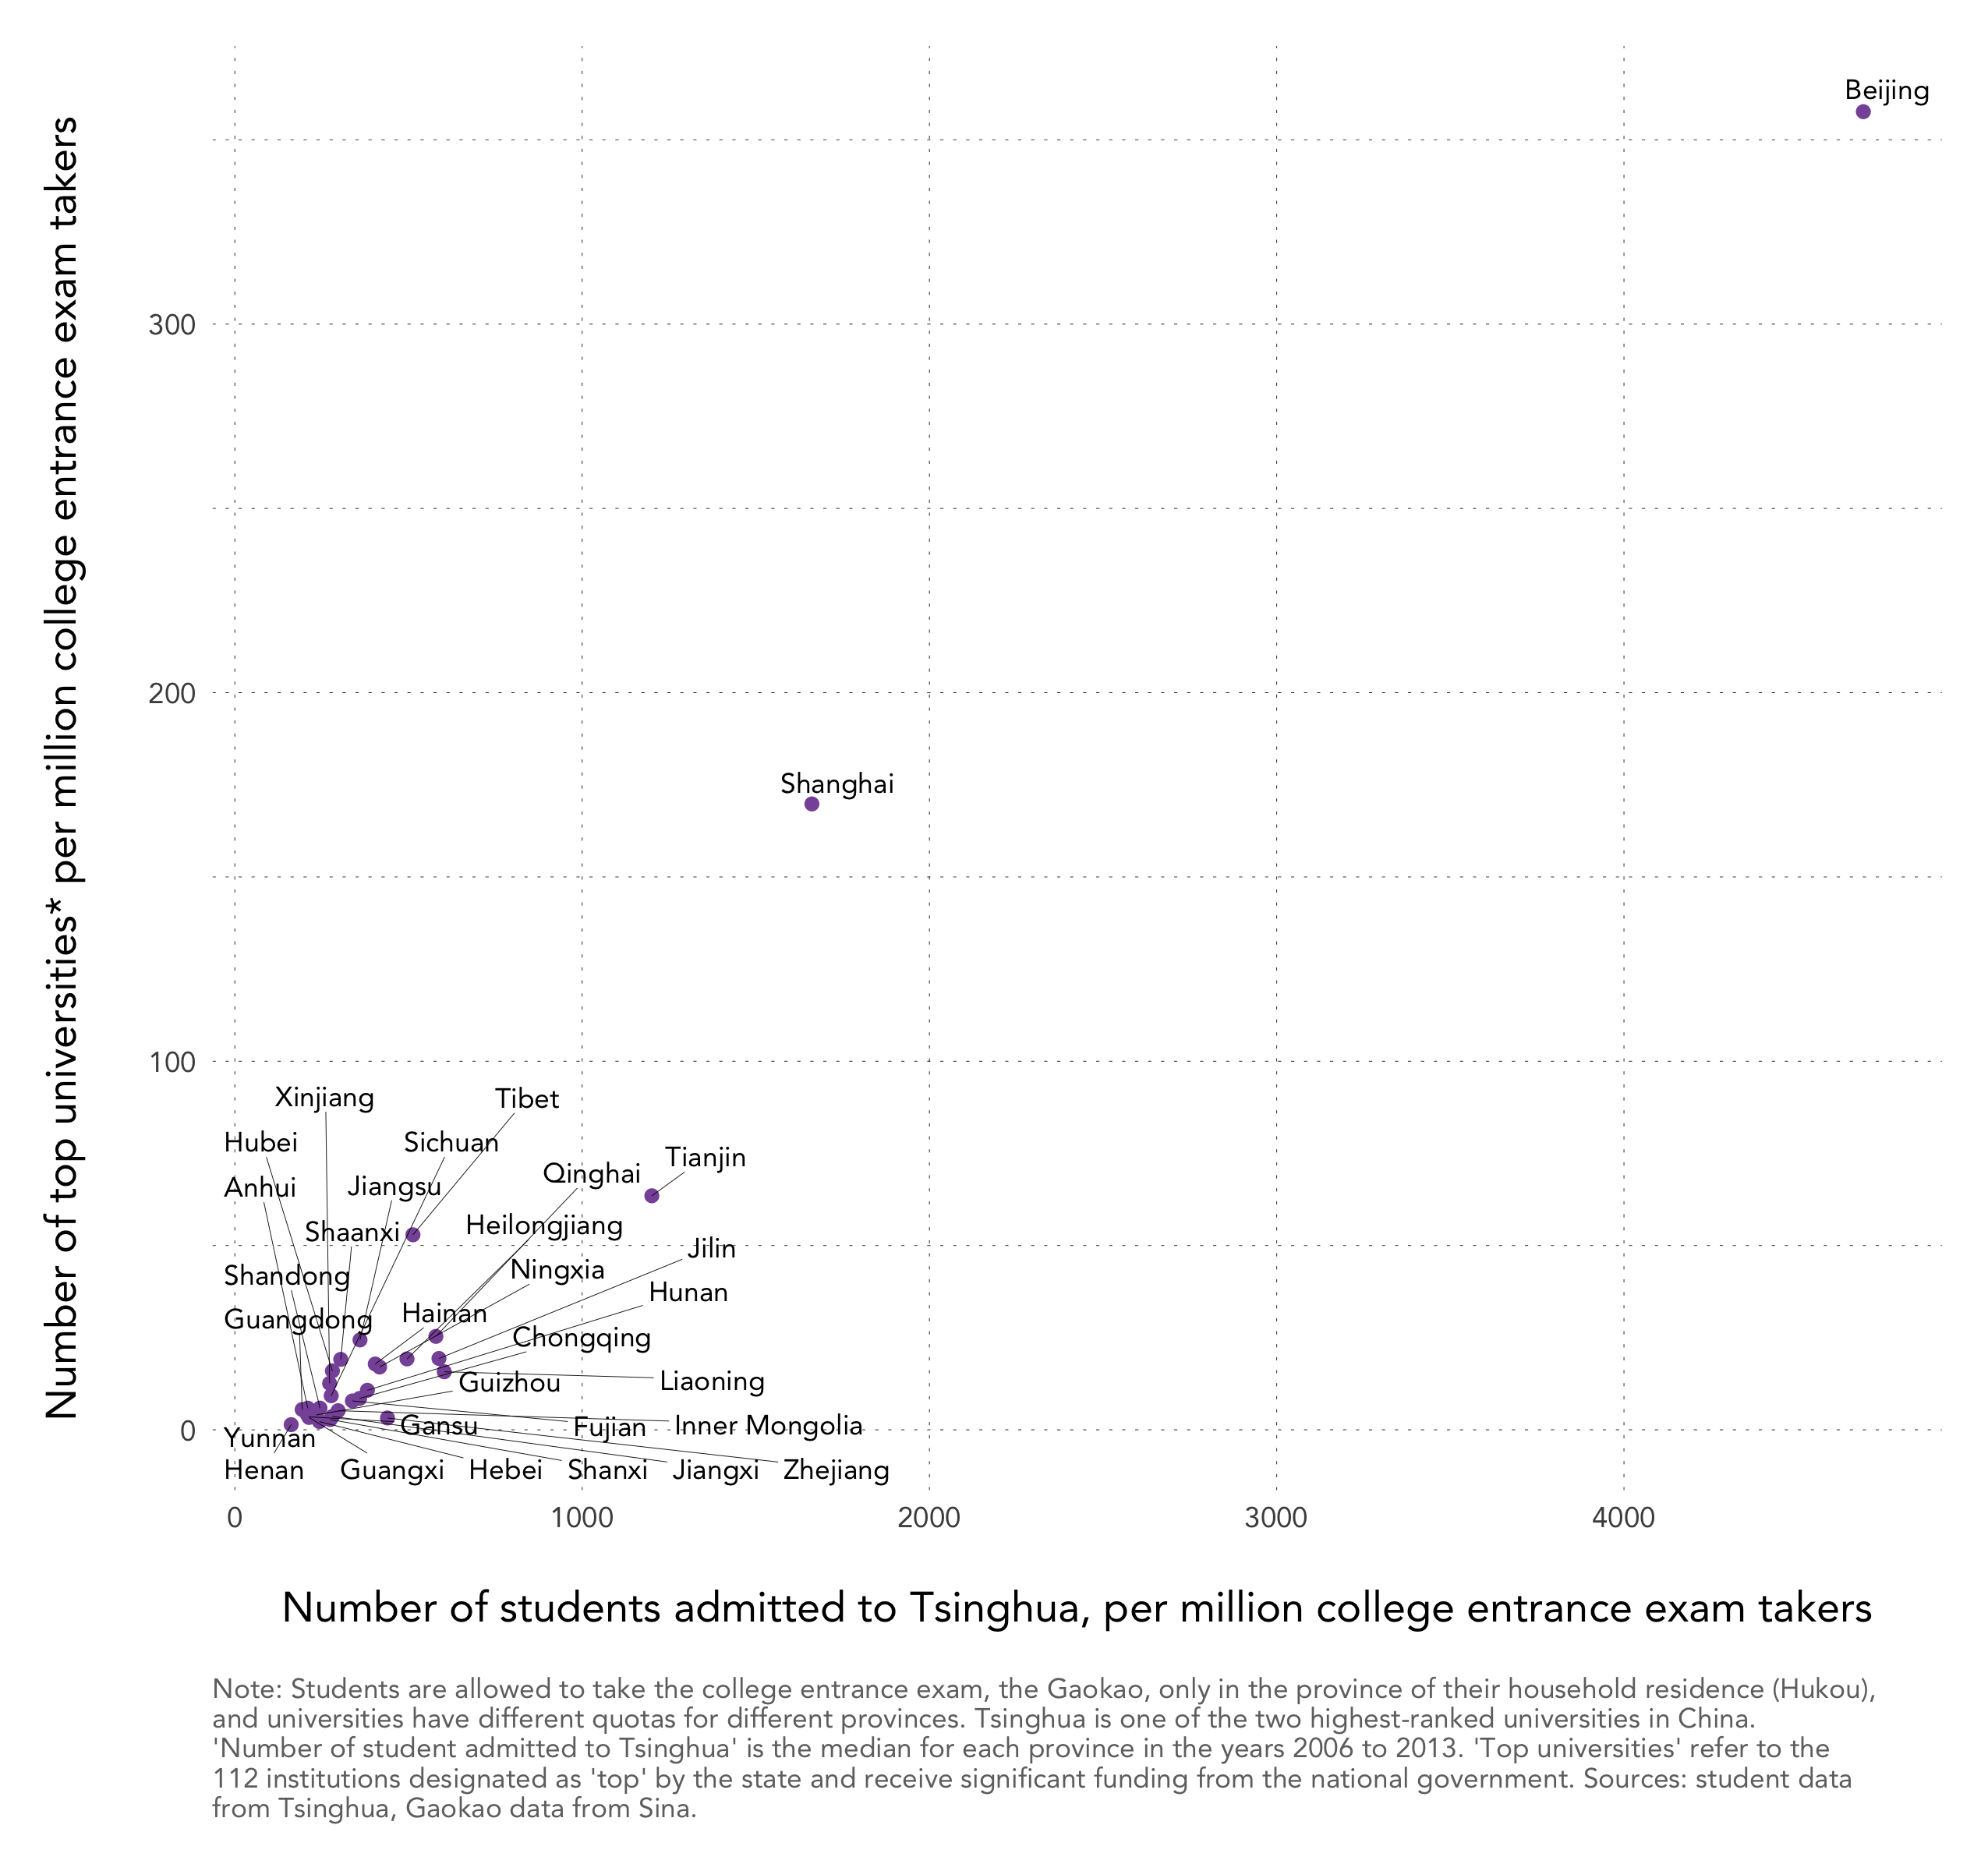 Number of top universities* per million college entrance exam takers
Beijing
300
200
Shanghai
100
Xinjiang
Tibet
Hubei
Sichuan
Tianjin
Qinghai
Anhui
Jiangsu
Heilongjiang
Shaanxi
Jilin
Ningxia
Shandong
Hunan
Hainan
Guangdong
Chongqing
Liaoning
Guizhou
Gansu
Fujian
Inner Mongolia
0
Yunnan
Henan
Guangxi
Hebei
Shanxi
Jiangxi
Zhejiang
0 1000 2000 3000 4000
Number of students admitted to Tsinghua, per million college entrance exam takers
Note: Students are allowed to take the college entrance exam, the Gaokao, only in the province of their household residence (Hukou),
and universities have different quotas for different provinces. Tsinghua is one of the two highest-ranked universities in China.
'Number of student admitted to Tsinghua' is the median for each province in the years 2006 to 2013. 'Top universities' refer to the
112 institutions designated as 'top' by the state and receive significant funding from the national government. Sources: student data
from Tsinghua, Gaokao data from Sina.